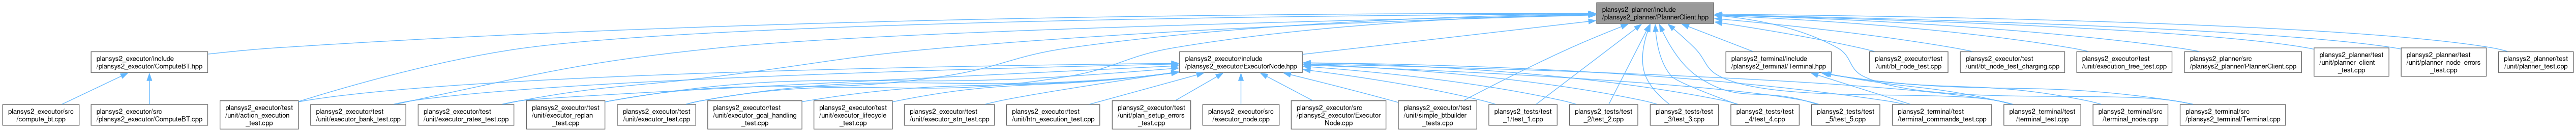 plansys2_planner/include
/plansys2_planner/PlannerClient.hpp
plansys2_executor/include
/plansys2_executor/ComputeBT.hpp
plansys2_executor/include
/plansys2_executor/ExecutorNode.hpp
plansys2_terminal/include
/plansys2_terminal/Terminal.hpp
plansys2_executor/test
/unit/bt_node_test.cpp
plansys2_executor/test
/unit/bt_node_test_charging.cpp
plansys2_executor/test
/unit/execution_tree_test.cpp
plansys2_planner/src
/plansys2_planner/PlannerClient.cpp
plansys2_planner/test
/unit/planner_client
_test.cpp
plansys2_planner/test
/unit/planner_node_errors
_test.cpp
plansys2_planner/test
/unit/planner_test.cpp
plansys2_executor/src
/compute_bt.cpp
plansys2_executor/src
/plansys2_executor/ComputeBT.cpp
plansys2_executor/test
/unit/action_execution
_test.cpp
plansys2_executor/test
/unit/executor_bank_test.cpp
plansys2_executor/test
/unit/executor_rates_test.cpp
plansys2_executor/test
/unit/executor_replan
_test.cpp
plansys2_executor/test
/unit/executor_test.cpp
plansys2_executor/test
/unit/executor_goal_handling
_test.cpp
plansys2_executor/test
/unit/executor_lifecycle
_test.cpp
plansys2_executor/test
/unit/executor_stn_test.cpp
plansys2_executor/test
/unit/htn_execution_test.cpp
plansys2_executor/test
/unit/plan_setup_errors
_test.cpp
plansys2_executor/src
/executor_node.cpp
plansys2_executor/src
/plansys2_executor/Executor
Node.cpp
plansys2_executor/test
/unit/simple_btbuilder
_tests.cpp
plansys2_tests/test
_1/test_1.cpp
plansys2_tests/test
_2/test_2.cpp
plansys2_tests/test
_3/test_3.cpp
plansys2_tests/test
_4/test_4.cpp
plansys2_tests/test
_5/test_5.cpp
plansys2_terminal/test
/terminal_commands_test.cpp
plansys2_terminal/test
/terminal_test.cpp
plansys2_terminal/src
/terminal_node.cpp
plansys2_terminal/src
/plansys2_terminal/Terminal.cpp